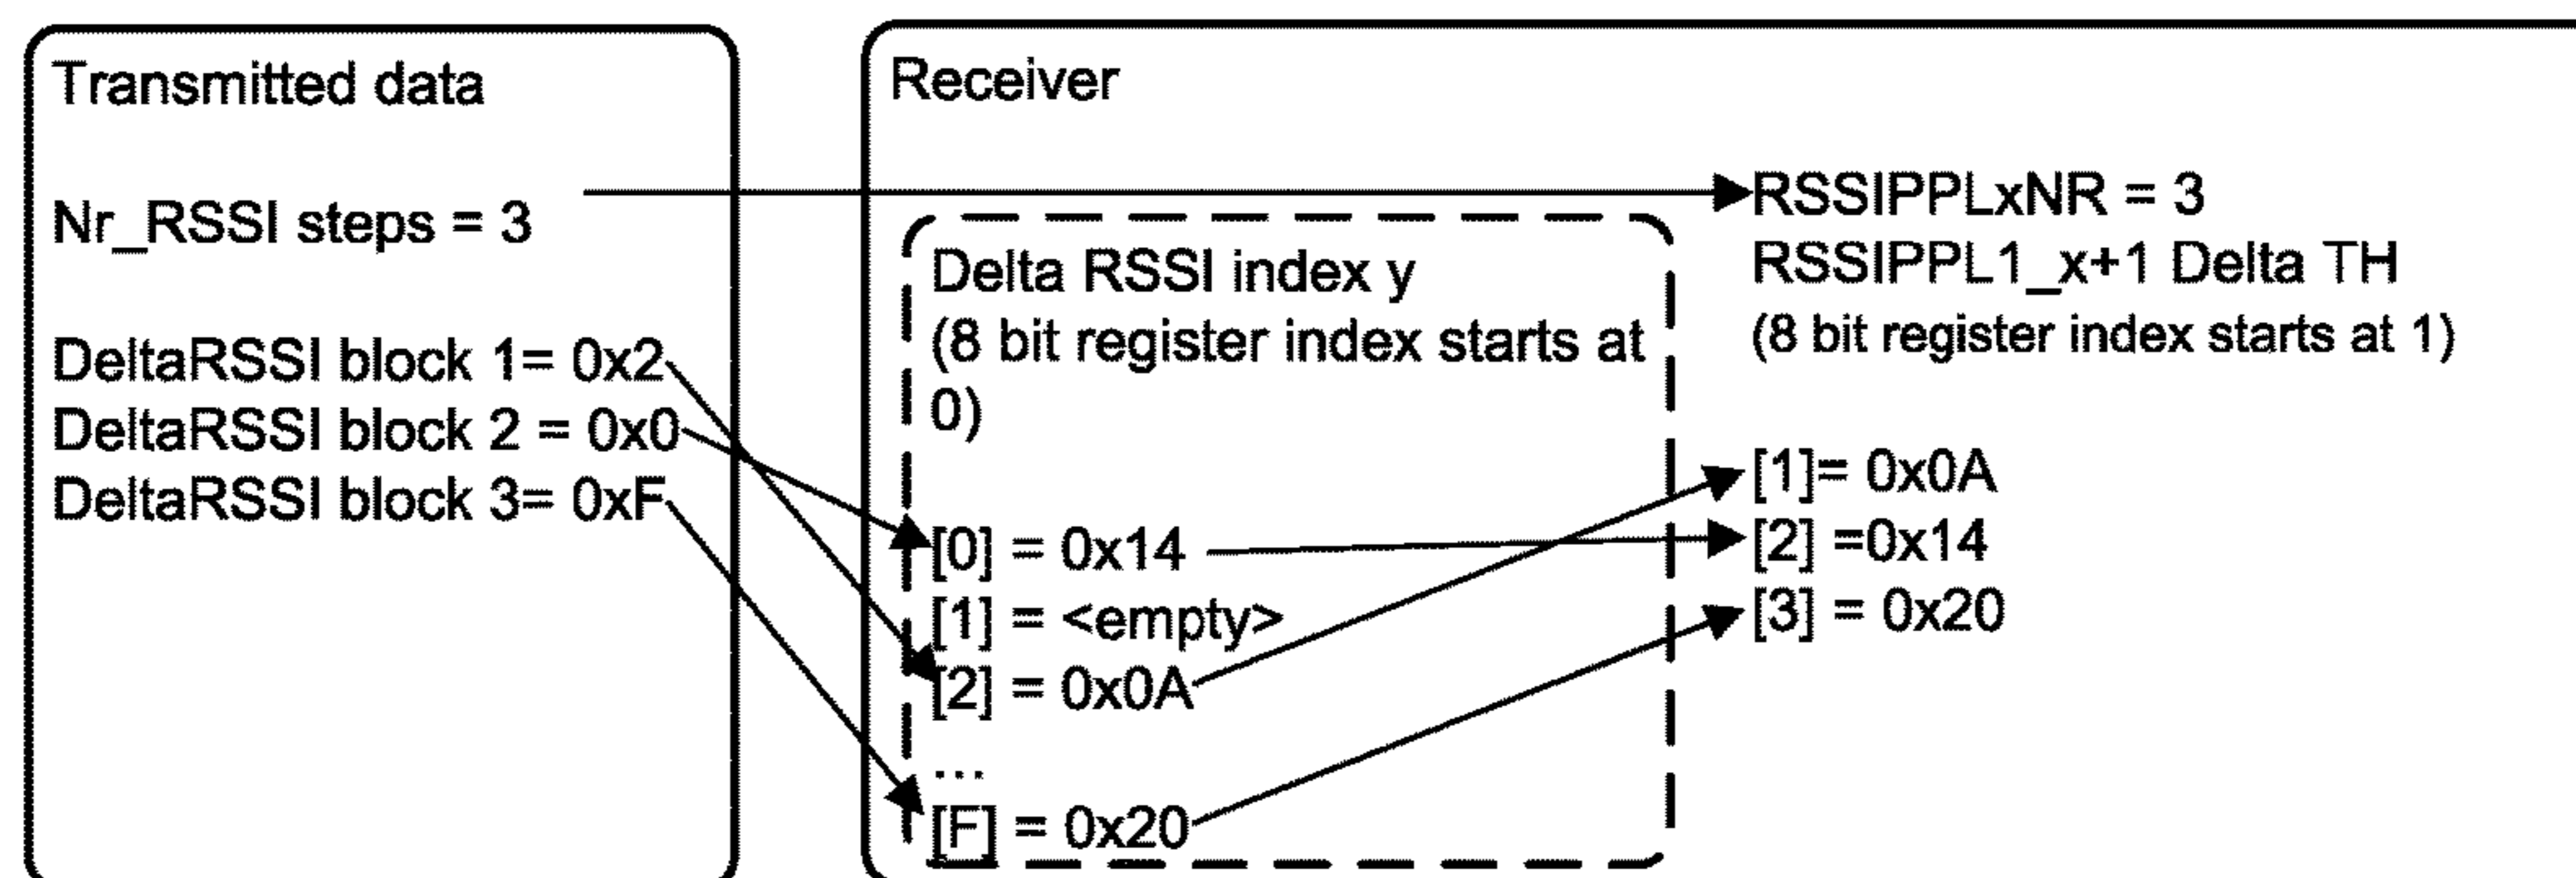 Transmitted data
Nr_RSSI steps = 3
DeltaRSSI block 1= 0x2
DeltaRSSI block 2 = 0x0
DeltaRSSI block 3= 0xF
Receiver
Delta RSSI index y
(8 bit register index starts at
0)
[0] = 0x14
[1] = <empty>
[2] = 0x0A
...
[F] = 0x20
RSSIPPLxNR = 3
RSSIPPL1_x+1 Delta TH
(8 bit register index starts at 1)
[1]= 0x0A
[2] =0x14
[3] = 0x20